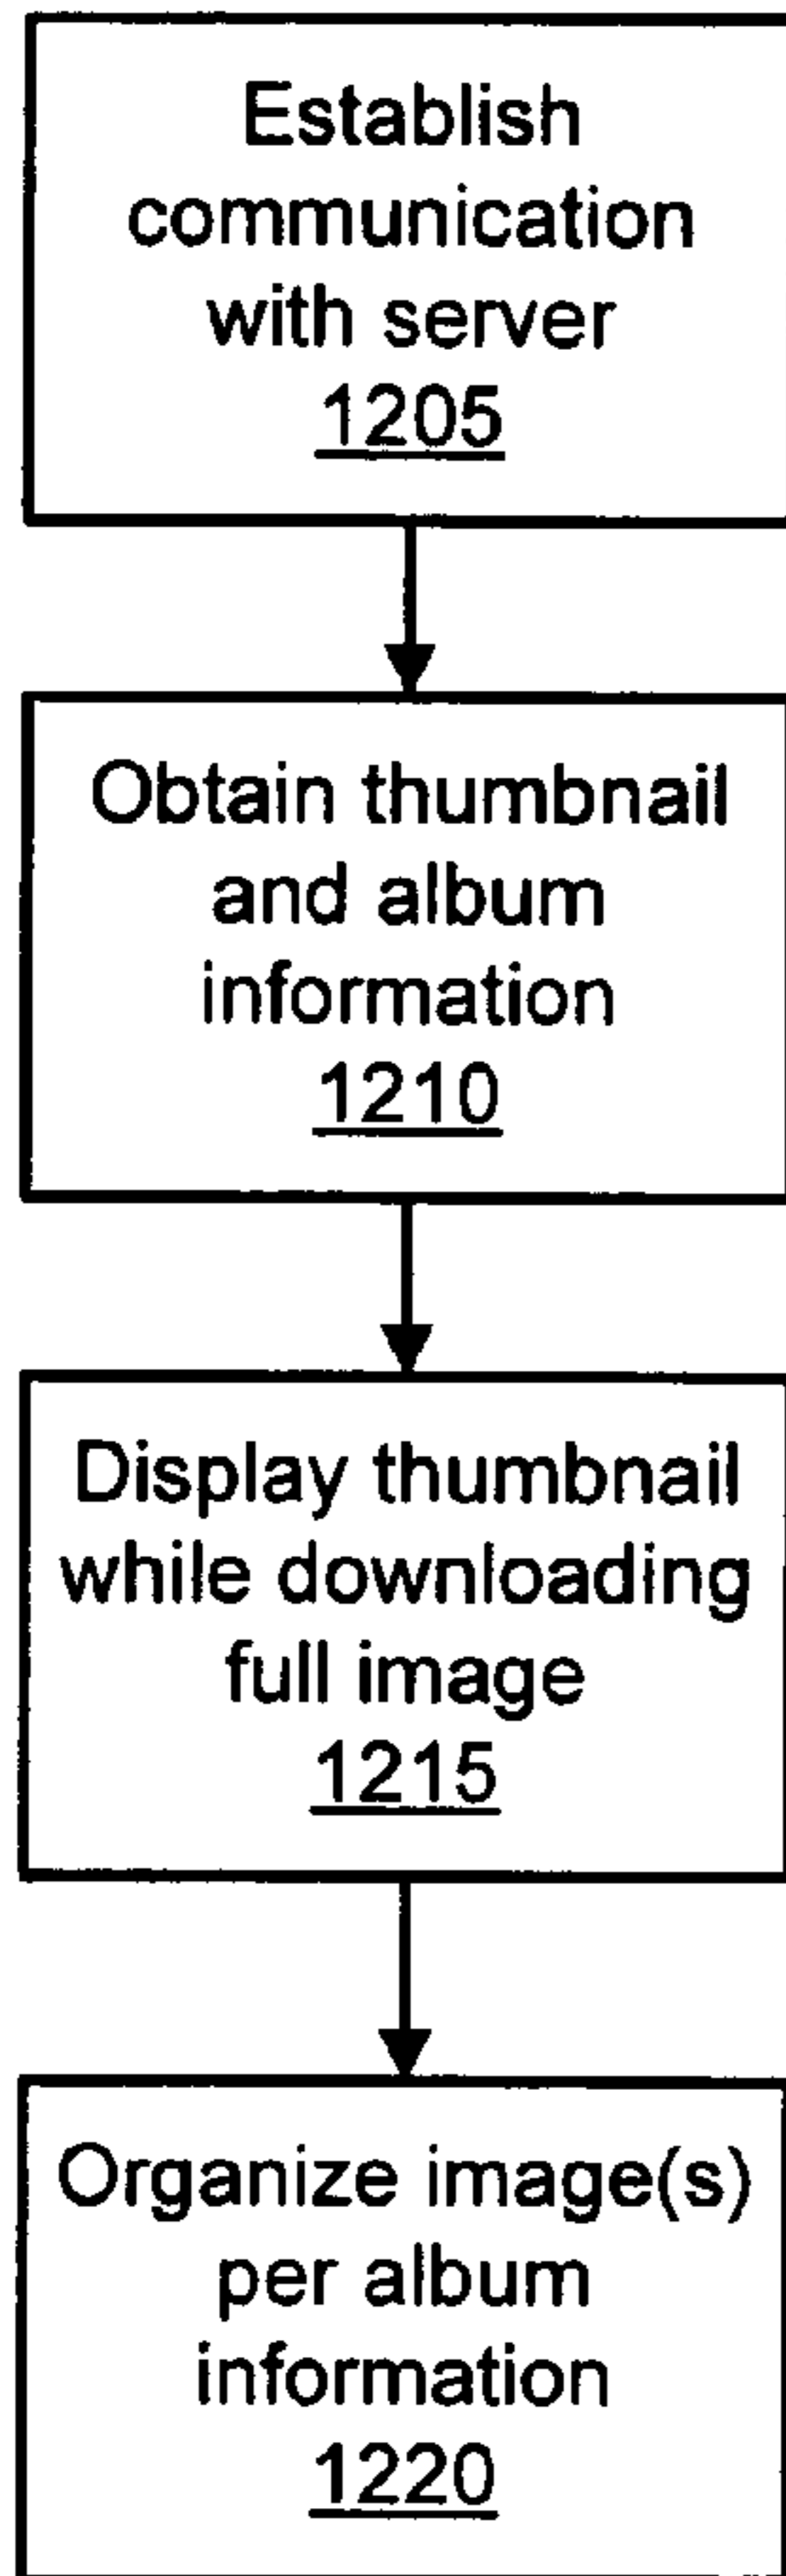 Establish
communication
with server
1205
Obtain thumbnail
and album
information
1210
Display thumbnail
while downloading
full image
1215
Organize image(s)
per album
information
1220